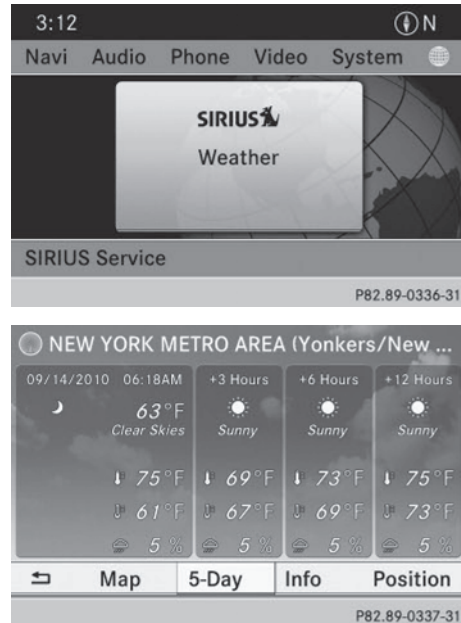 3:12 N
Navi Audio Phone Video System
SIRIUS
Weather
SIRIUS Service
P82.89-0336-31
NEW YORK METRO AREA (Yonkers/New ...
09/14/2010 06:18AM +3 Hours +6 Hours +12 Hours
63°F
Clear Skies Sunny Sunny Sunny
75°F 69°F 73°F 75°F
61°F 67°F 69°F 73°F
5% 5% 5% 5%
Map 5-Day Info Position
P82.89-0337-31